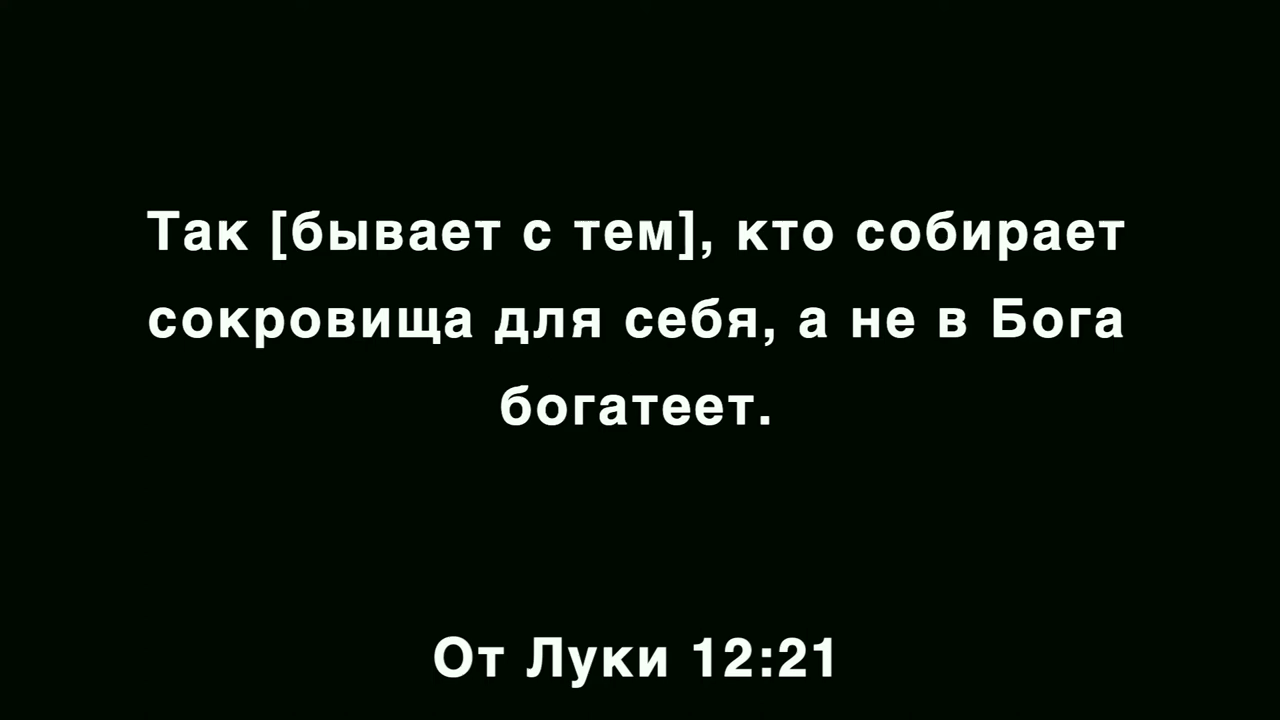 Так [бывает с тем], кто собирает
сокровища для себя, а не в Бога
богатеет.
От Луки 12:21